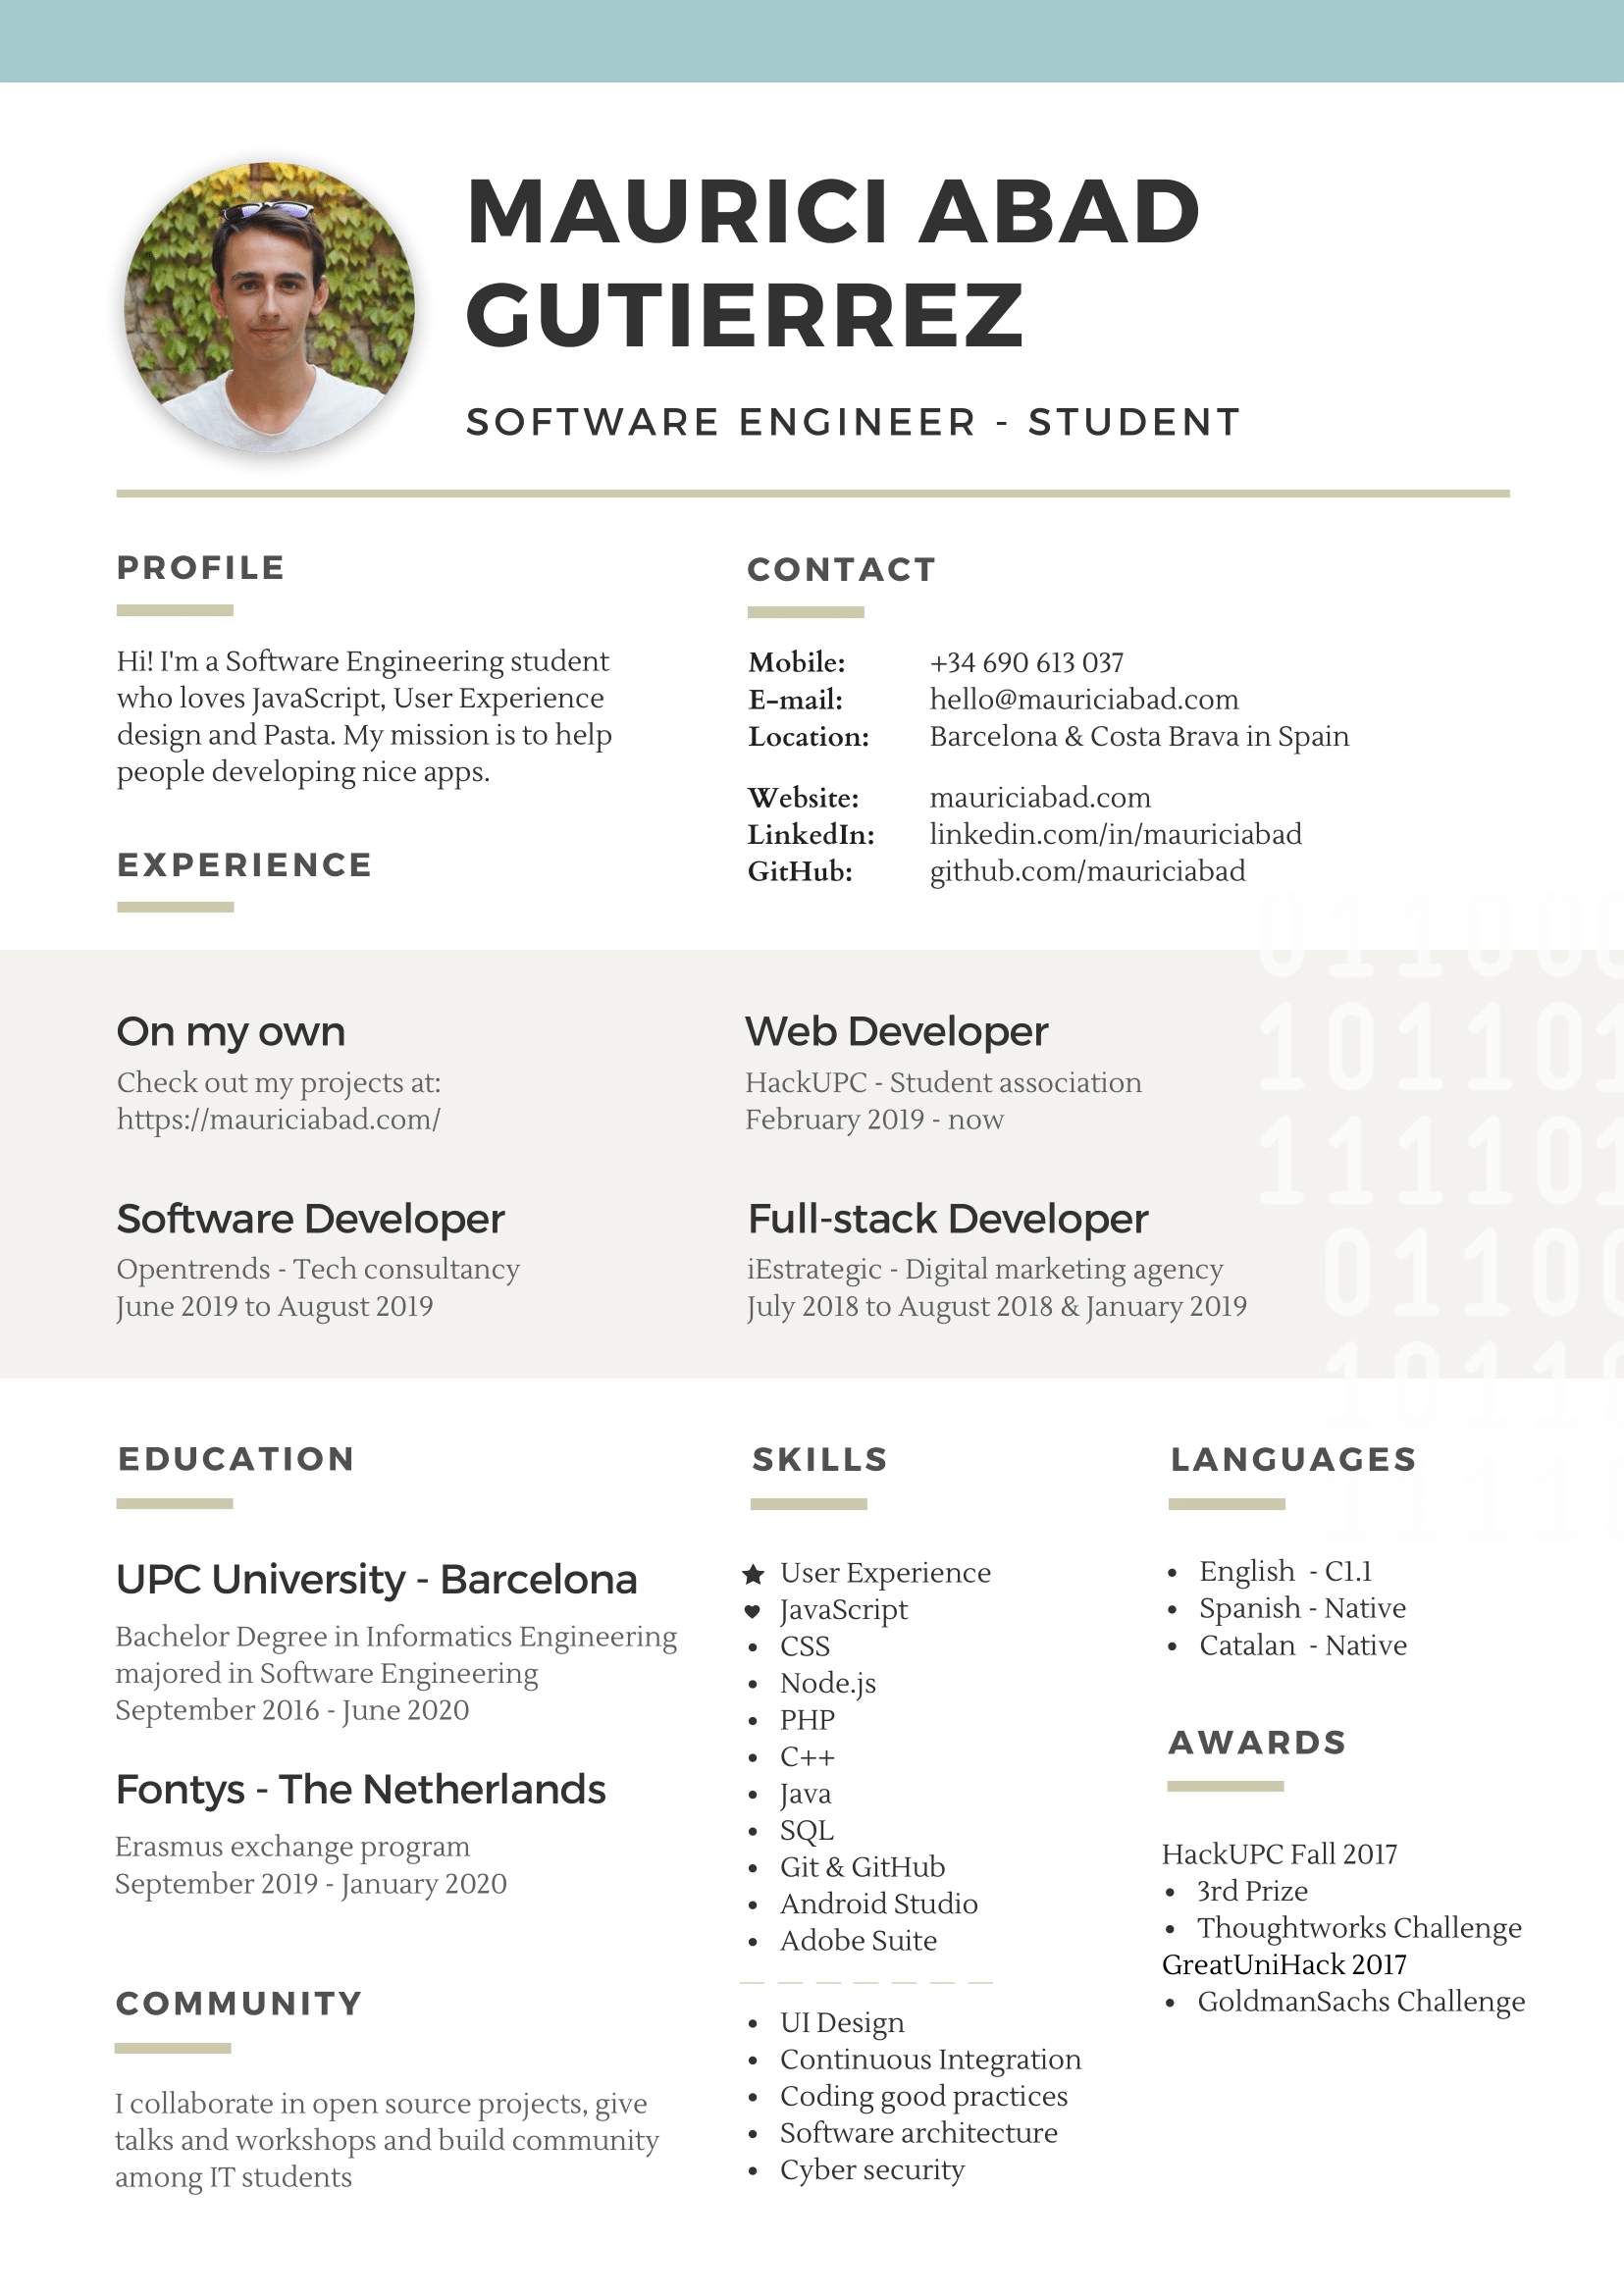 MAURICI ABAD
GUTIERREZ
SOFTWARE ENGINEER - STUDENT
PROFILE
Hi! I'm a Software Engineering student
who loves JavaScript, User Experience
design and Pasta. My mission is to help
people developing nice apps.
CONTACT
Mobile: +34 690 613 037
E-mail: hello@mauriciabad.com
Location: Barcelona & Costa Brava in Spain
Website: mauriciabad.com
LinkedIn: linkedin.com/in/mauriciabad
GitHub: github.com/mauriciabad
EXPERIENCE
On my own
Check out my projects at:
https://mauriciabad.com/
Web Developer
HackUPC - Student association
February 2019 - now
Software Developer
Opentrends - Tech consultancy
June 2019 to August 2019
Full-stack Developer
iEstrategic - Digital marketing agency
July 2018 to August 2018 & January 2019
01100
10110
11110
0110
1011
EDUCATION
UPC University - Barcelona
Bachelor Degree in Informatics Engineering
majored in Software Engineering
September 2016 - June 2020
Fontys - The Netherlands
Erasmus exchange program
September 2019 - January 2020
COMMUNITY
I collaborate in open source projects, give
talks and workshops and build community
among IT students
SKILLS
★ User Experience
♥ JavaScript
• CSS
• Node.js
• PHP
• C++
• Java
• SQL
• Git & GitHub
• Android Studio
• Adobe Suite
• UI Design
• Continuous Integration
• Coding good practices
• Software architecture
• Cyber security
LANGUAGES
• English - C1.1
• Spanish - Native
• Catalan - Native
AWARDS
HackUPC Fall 2017
• 3rd Prize
• Thoughtworks Challenge
GreatUniHack 2017
• GoldmanSachs Challenge